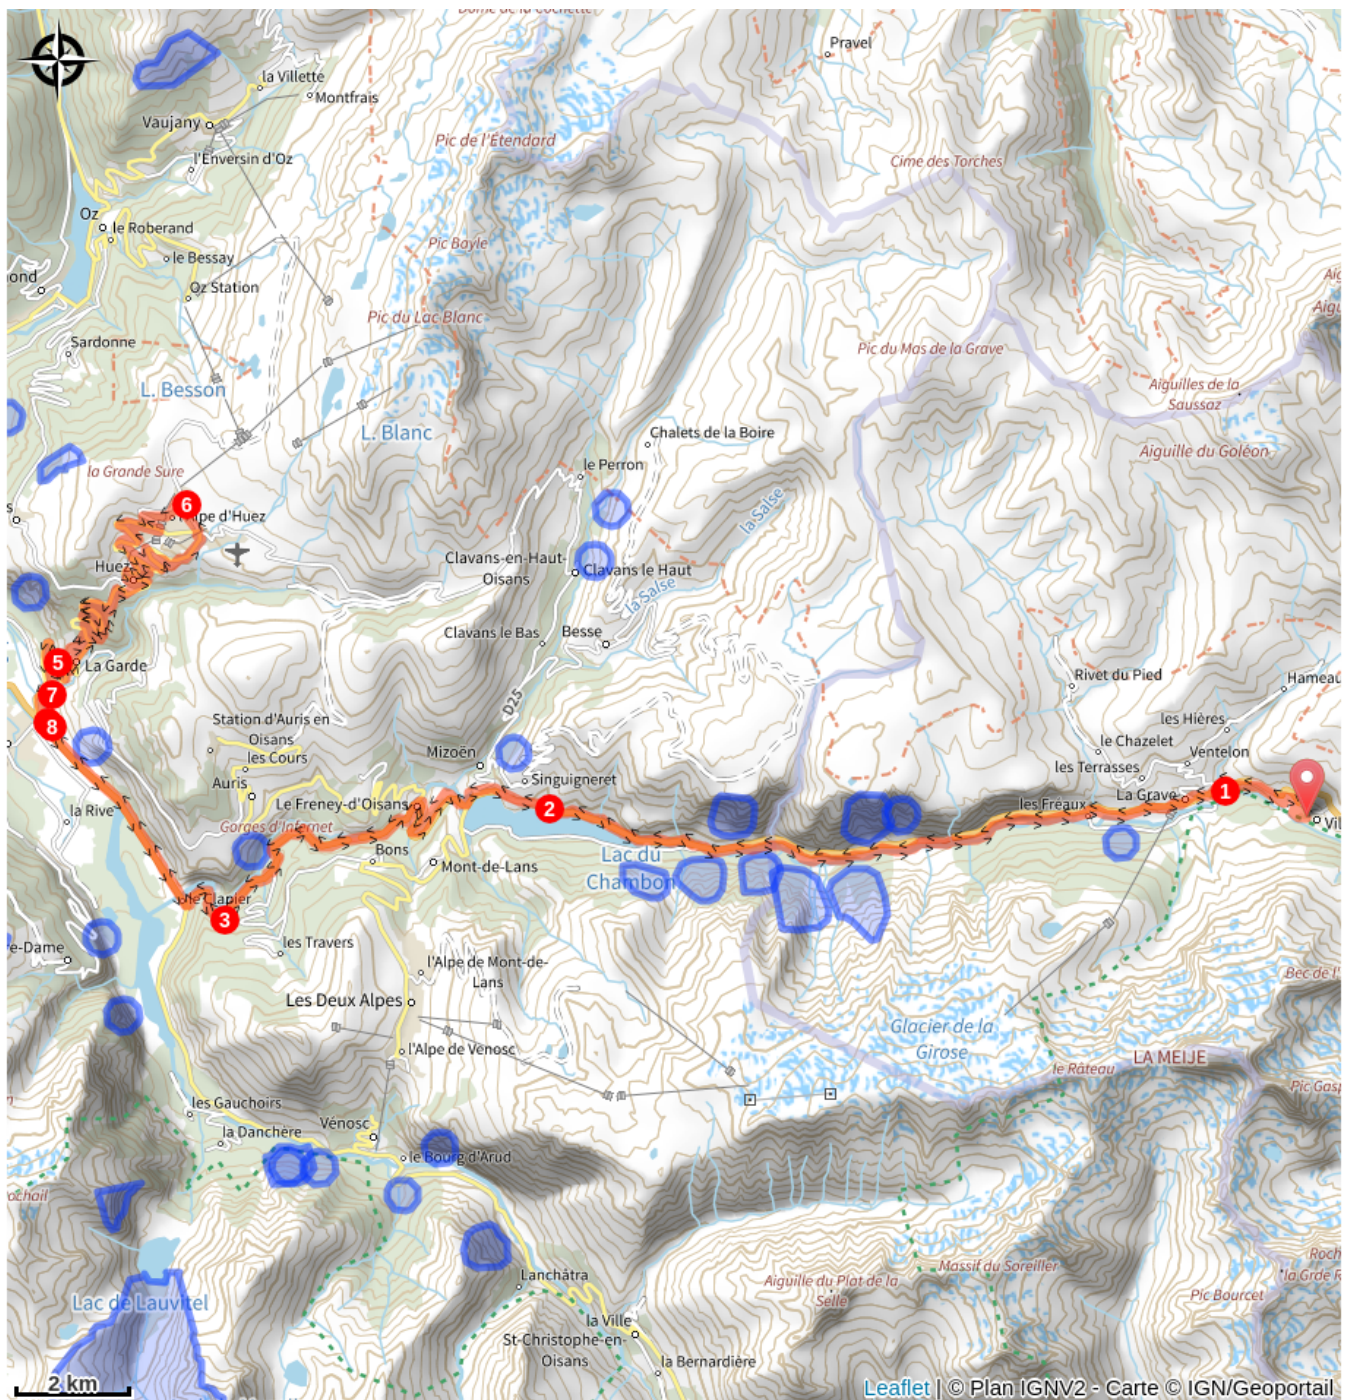 Dôme de la Cochette
Pravel
la Villette
Montfrais
Vaujany
Pic de l'Étendard
l'Enversin d'Oz
Cime des Torches
Oz
le Roberand
Pic Bayle
le Bessay
ond
Oz Station
Pic du Lac Blanc
Sardonne
Pic du Mas de la Grave
L. Besson
Aiguilles de la
Saussaz
L. Blanc
Chalets de la Boire
Aiguille du Goléon
le Perron
la Grande Sure
6
la Salse
Clavans-en-Haut-
Oisans
Clavans le Haut
Huez
la Salse
Clavans le Bas
Besse
5
La Garde
Rivet du Pied
Hameau
7
D25
8
Station d'Auris en
Oisans
les Cours
Mizoën
les Hières
le Chazelet
Ventelon
les Terrasses
Singuigneret
Auris
Le Freney-d'Oisans
La Grave
1
la Rive
2
les Fréaux
Vil
Gorges d'Infernet
Bons
Lac du
Chambon
Mont-de-Lans
le Clapier
3
les Travers
l'Alpe de Mont-de-
Lans
Les Deux Alpes
Glacier de la
Girose
l'Alpe de Venosc
LA MEIJE
le Râteau
les Gauchoirs
la Danchère
Vénosc
le Bourg d'Arud
Massif du Soreiller
Lanchâtra
Aiguille du Plat de la
Selle
Pic Bourcet
Lac de Lauvitel
la Ville
St-Christophe-en-
Oisans
la Bernardière
2 km
Leaflet | © Plan IGNV2 - Carte © IGN/Geoportail